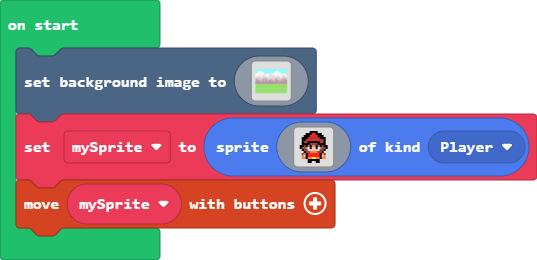 on start
set background image to
set mySprite to sprite of kind Player
move mySprite with buttons